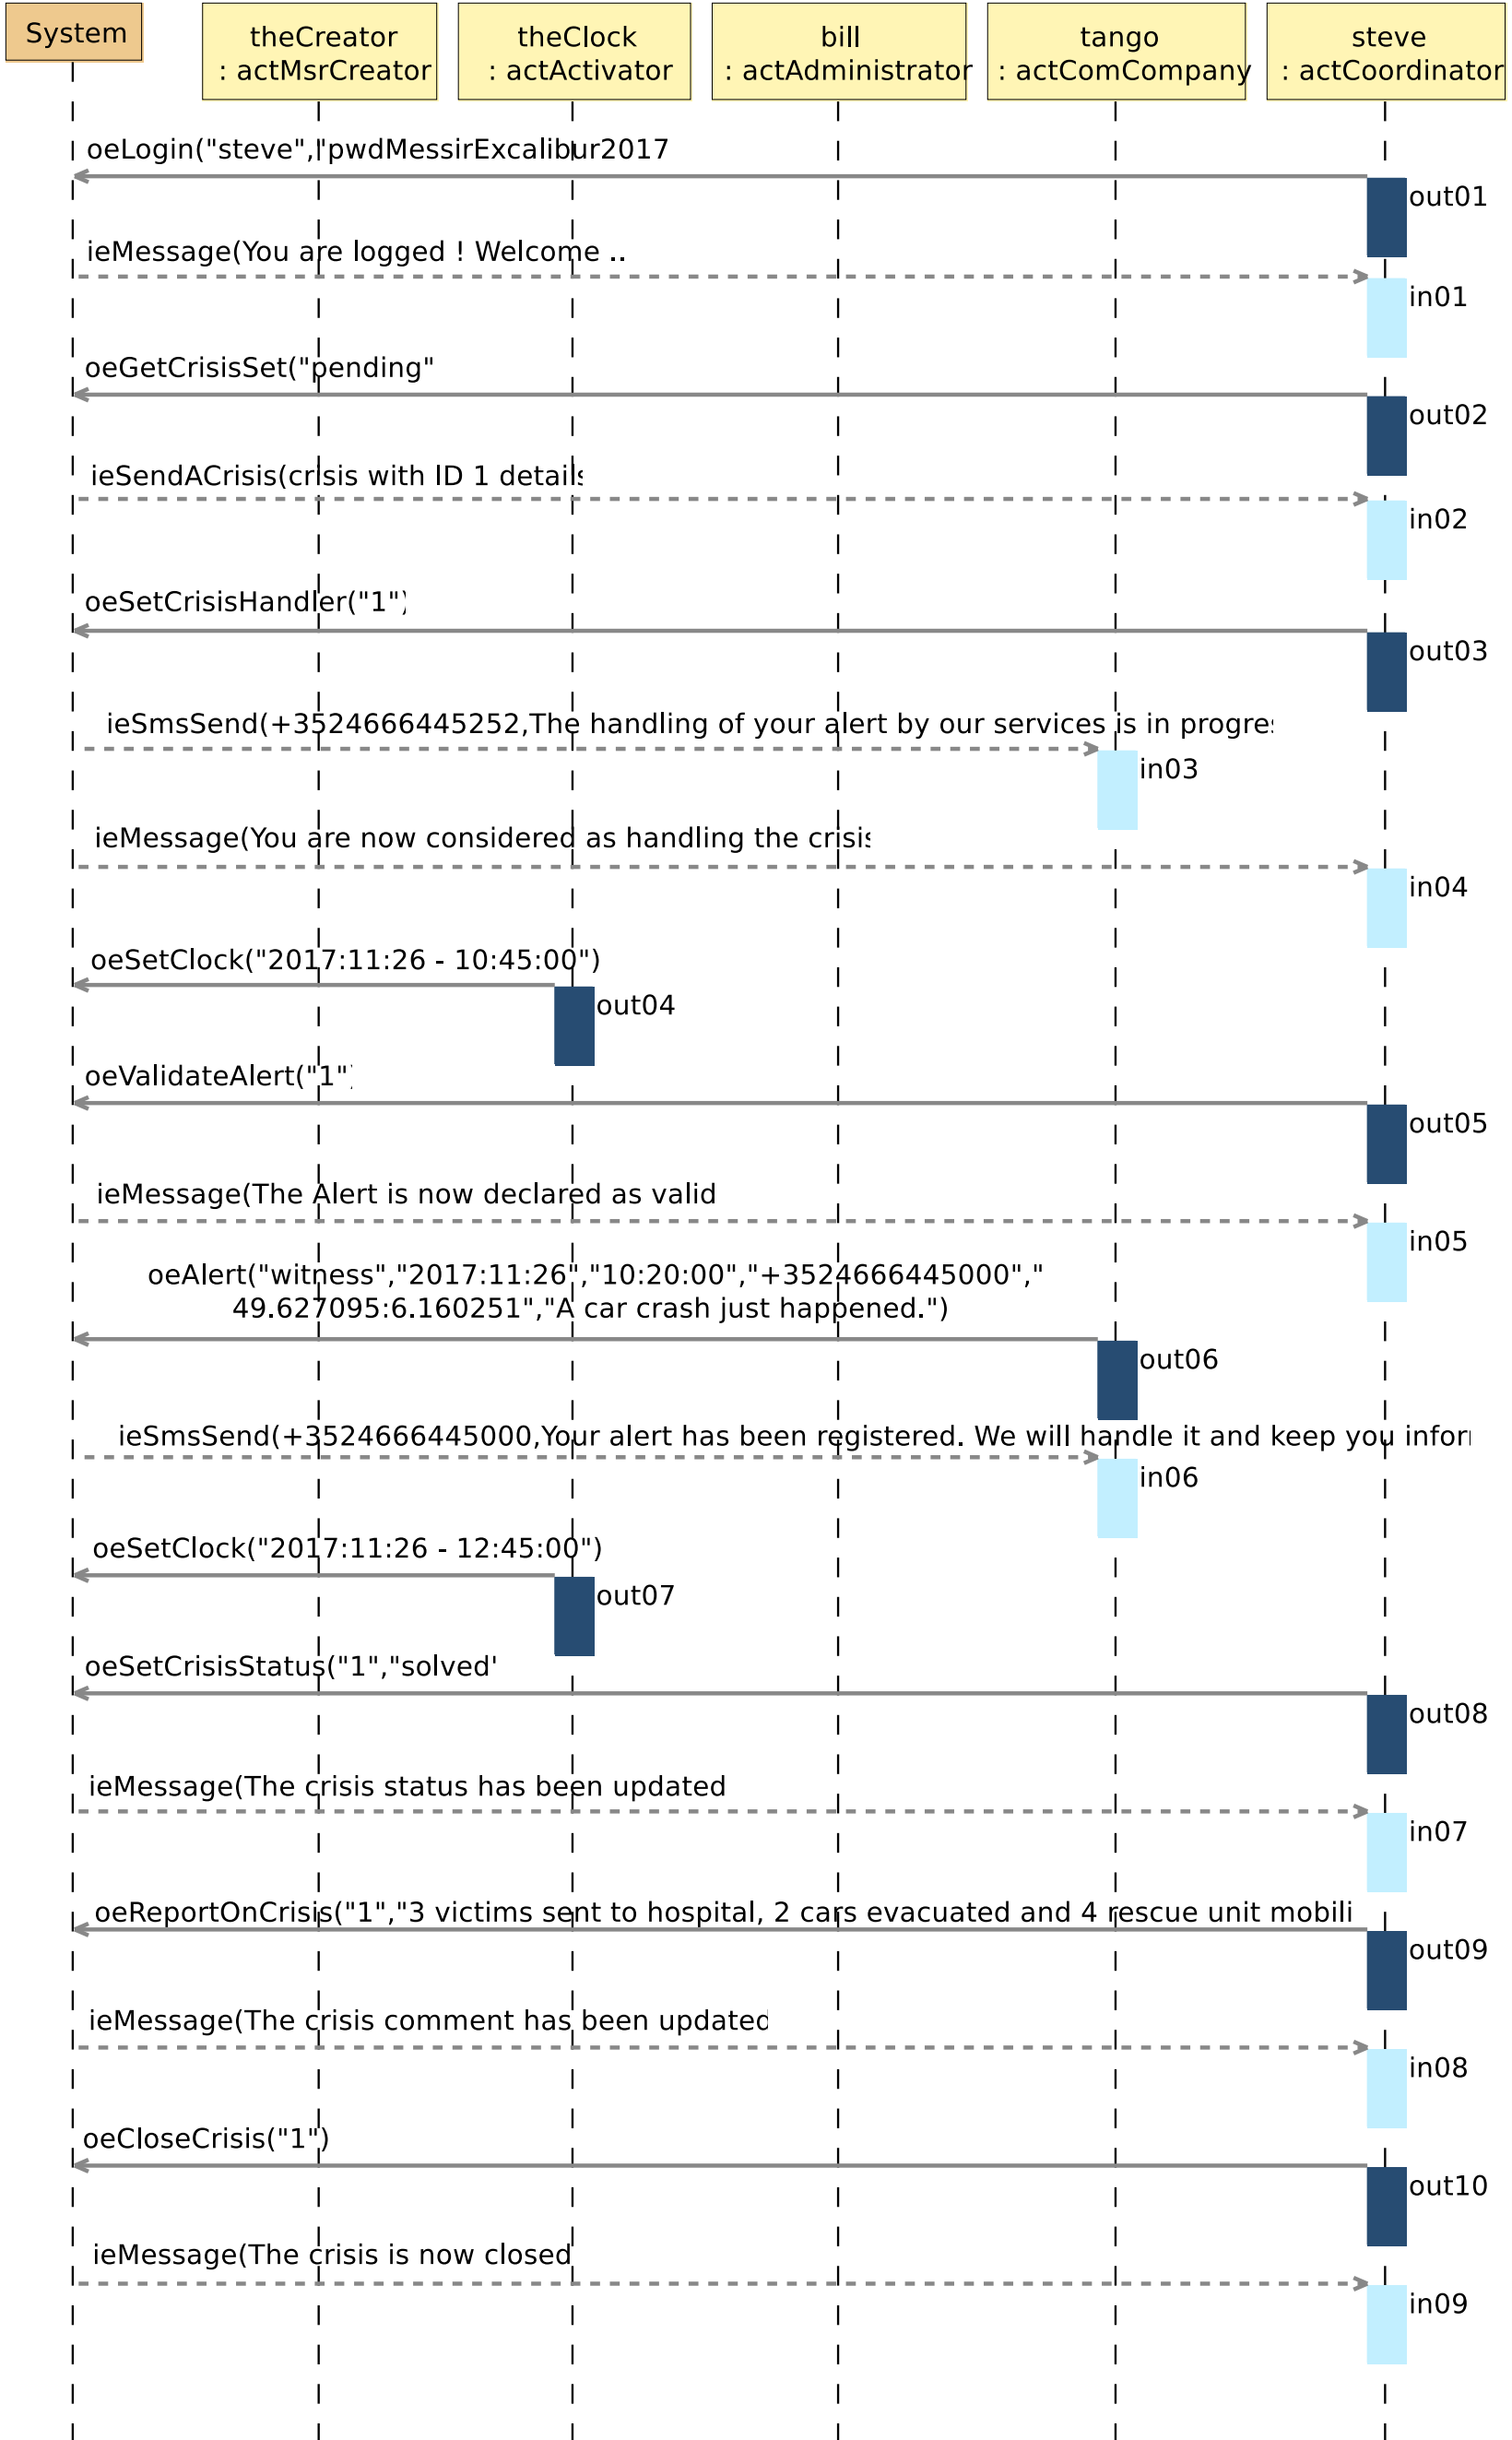 System
theCreator
: actMsrCreator
theClock
: actActivator
bill
: actAdministrator
tango
: actComCompany
steve
: actCoordinator
oeLogin("steve","pwdMessirExcalibur2017
out01
ieMessage(You are logged ! Welcome ..
in01
oeGetCrisisSet("pending"
out02
ieSendACrisis(crisis with ID 1 details
in02
oeSetCrisisHandler("1")
out03
ieSmsSend(+3524666445252,The handling of your alert by our services is in progres
in03
ieMessage(You are now considered as handling the crisis
in04
oeSetClock("2017:11:26 - 10:45:00")
out04
oeValidateAlert("1")
out05
ieMessage(The Alert is now declared as valid
in05
oeAlert("witness","2017:11:26","10:20:00","+3524666445000","
49.627095:6.160251","A car crash just happened.")
out06
ieSmsSend(+3524666445000,Your alert has been registered. We will handle it and keep you infor
in06
oeSetClock("2017:11:26 - 12:45:00")
out07
oeSetCrisisStatus("1","solved'
out08
ieMessage(The crisis status has been updated
in07
oeReportOnCrisis("1","3 victims sent to hospital, 2 cars evacuated and 4 rescue unit mobili
out09
ieMessage(The crisis comment has been updated
in08
oeCloseCrisis("1")
out10
ieMessage(The crisis is now closed
in09